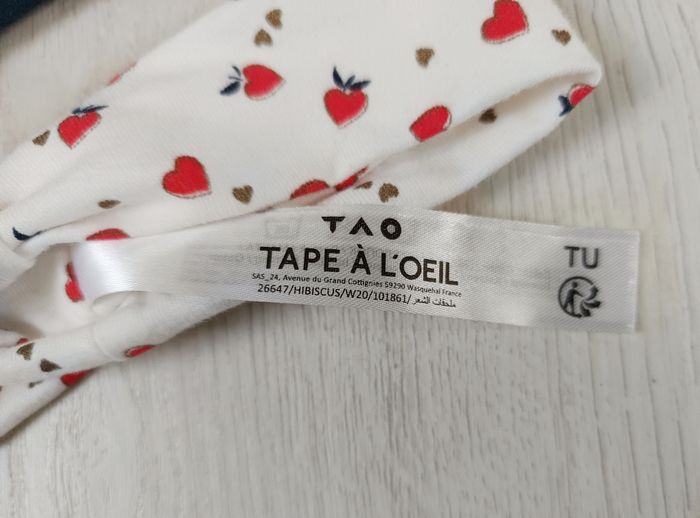 TAO
TAPE À L'OEIL
SAS_24, Avenue du Grand Cottignies 59290 Wasquehal France
26647/HIBISCUS/W20/101861/ملحقات الشعر
TU